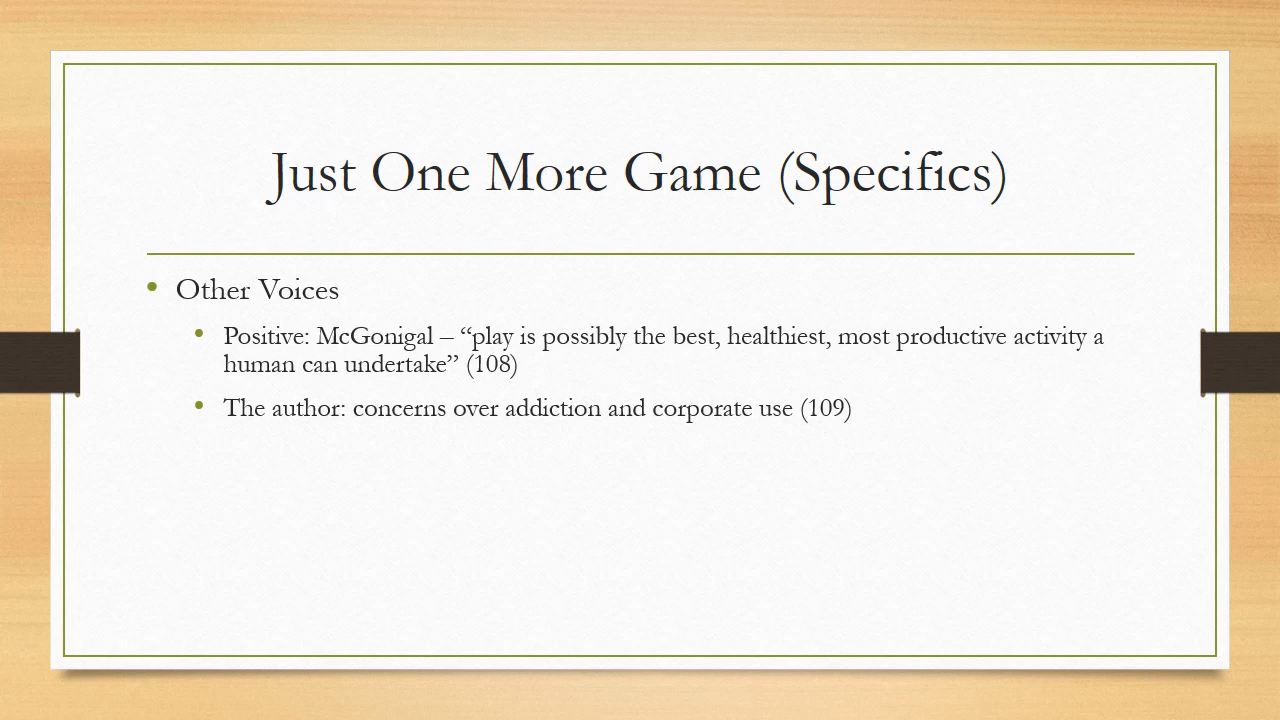 Just One More Game (Specifics)
• Other Voices
• Positive: McGonigal – “play is possibly the best, healthiest, most productive activity a
human can undertake” (108)
• The author: concerns over addiction and corporate use (109)